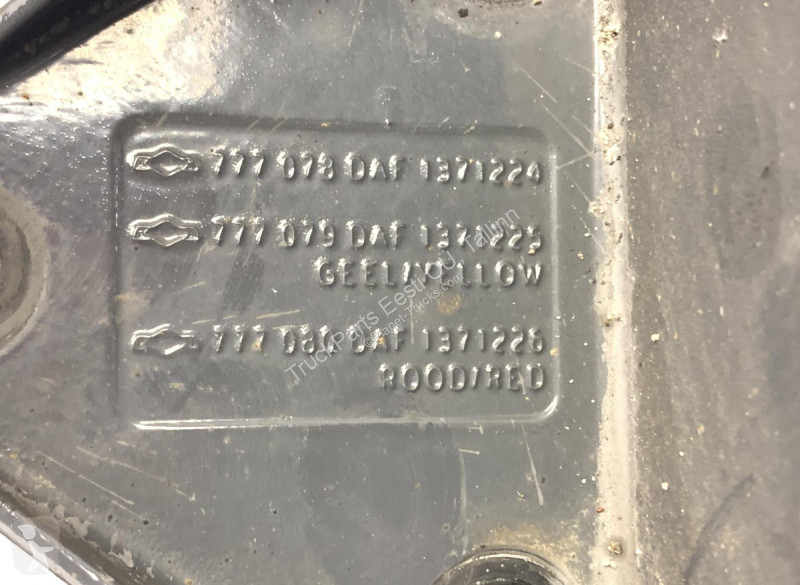 777 078 DAF 1371224
777 079 DAF 1371225
GEEL/YELLOW
777 080 DAF 1371226
ROOD/RED
TruckParts Eesti OÜ, Tallinn